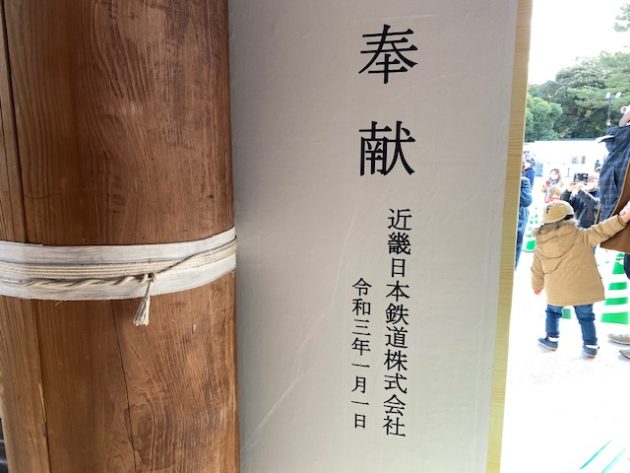 奉献
近畿日本鉄道株式会社
令和三年一月一日